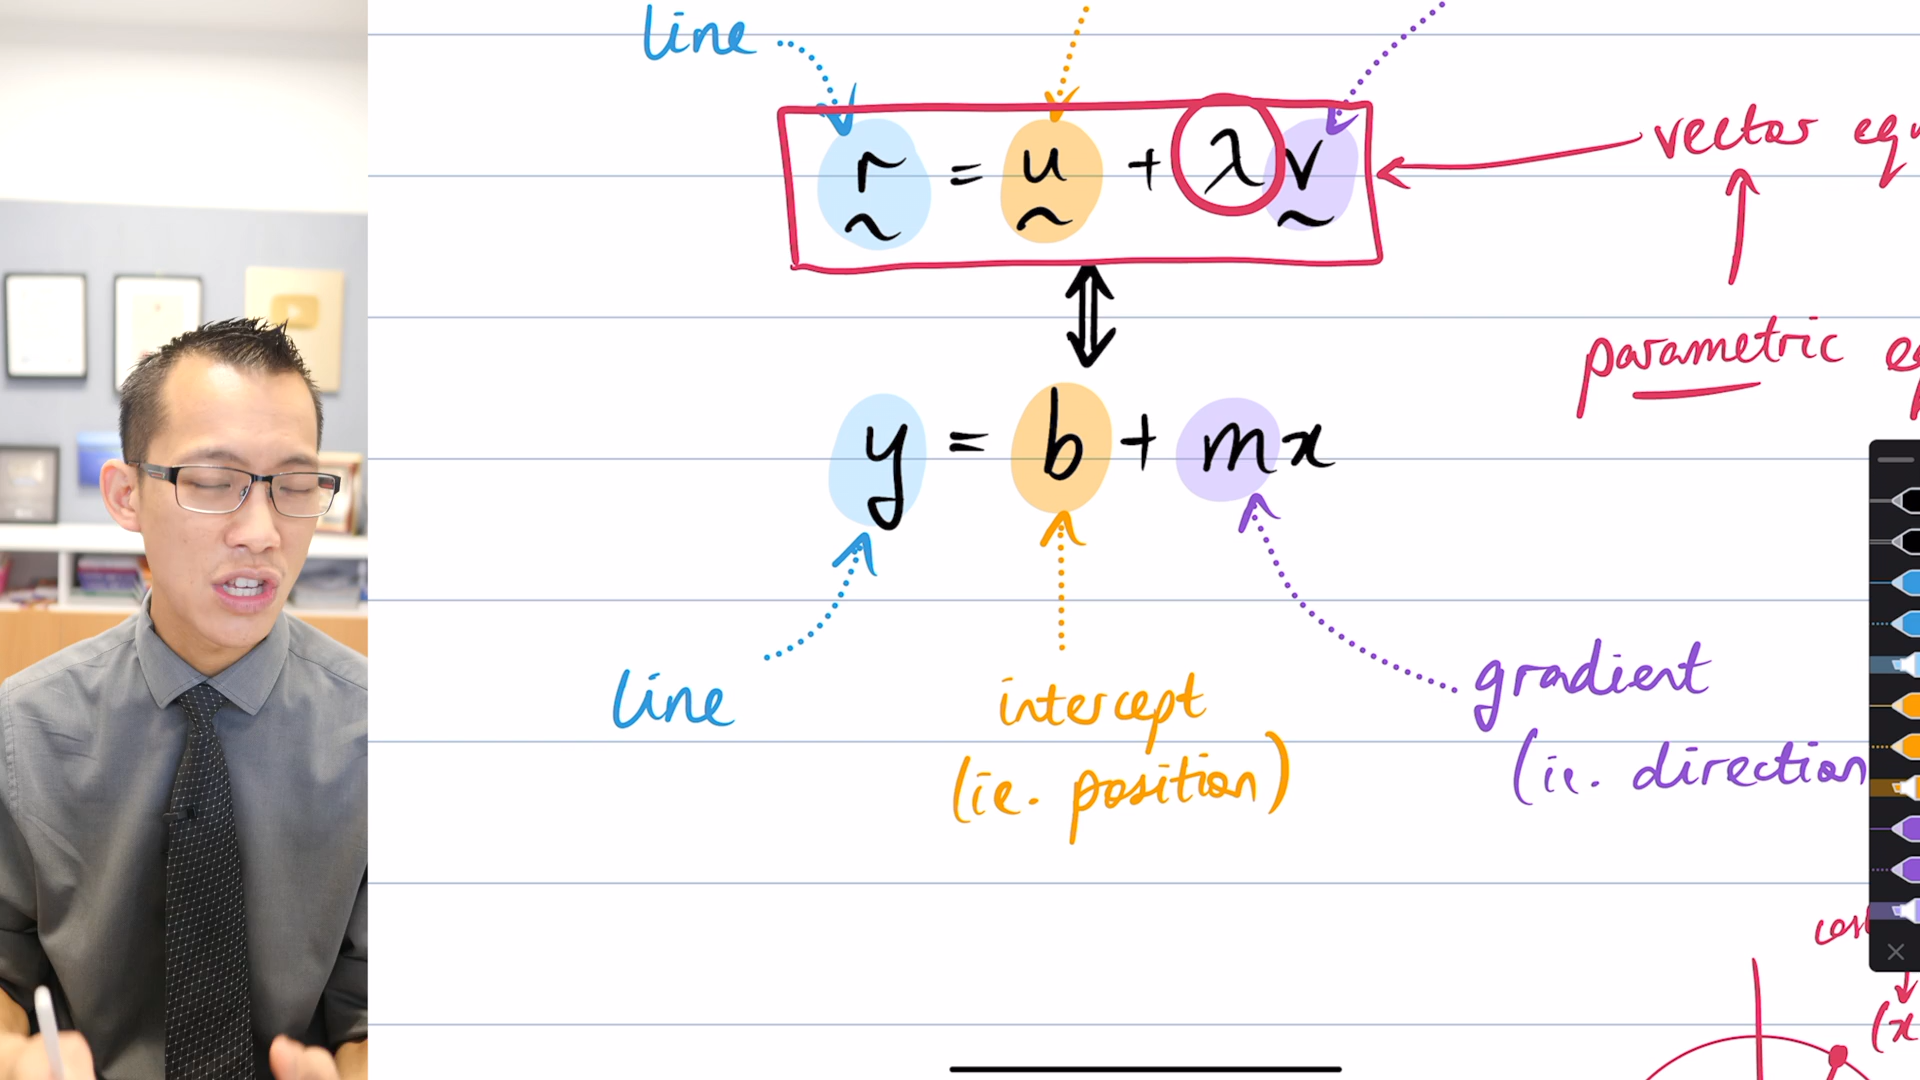 line
r = u + λv
vector
parametric
y = b + mx
line
intercept
(ie. position)
gradient
(ie. direction
(x